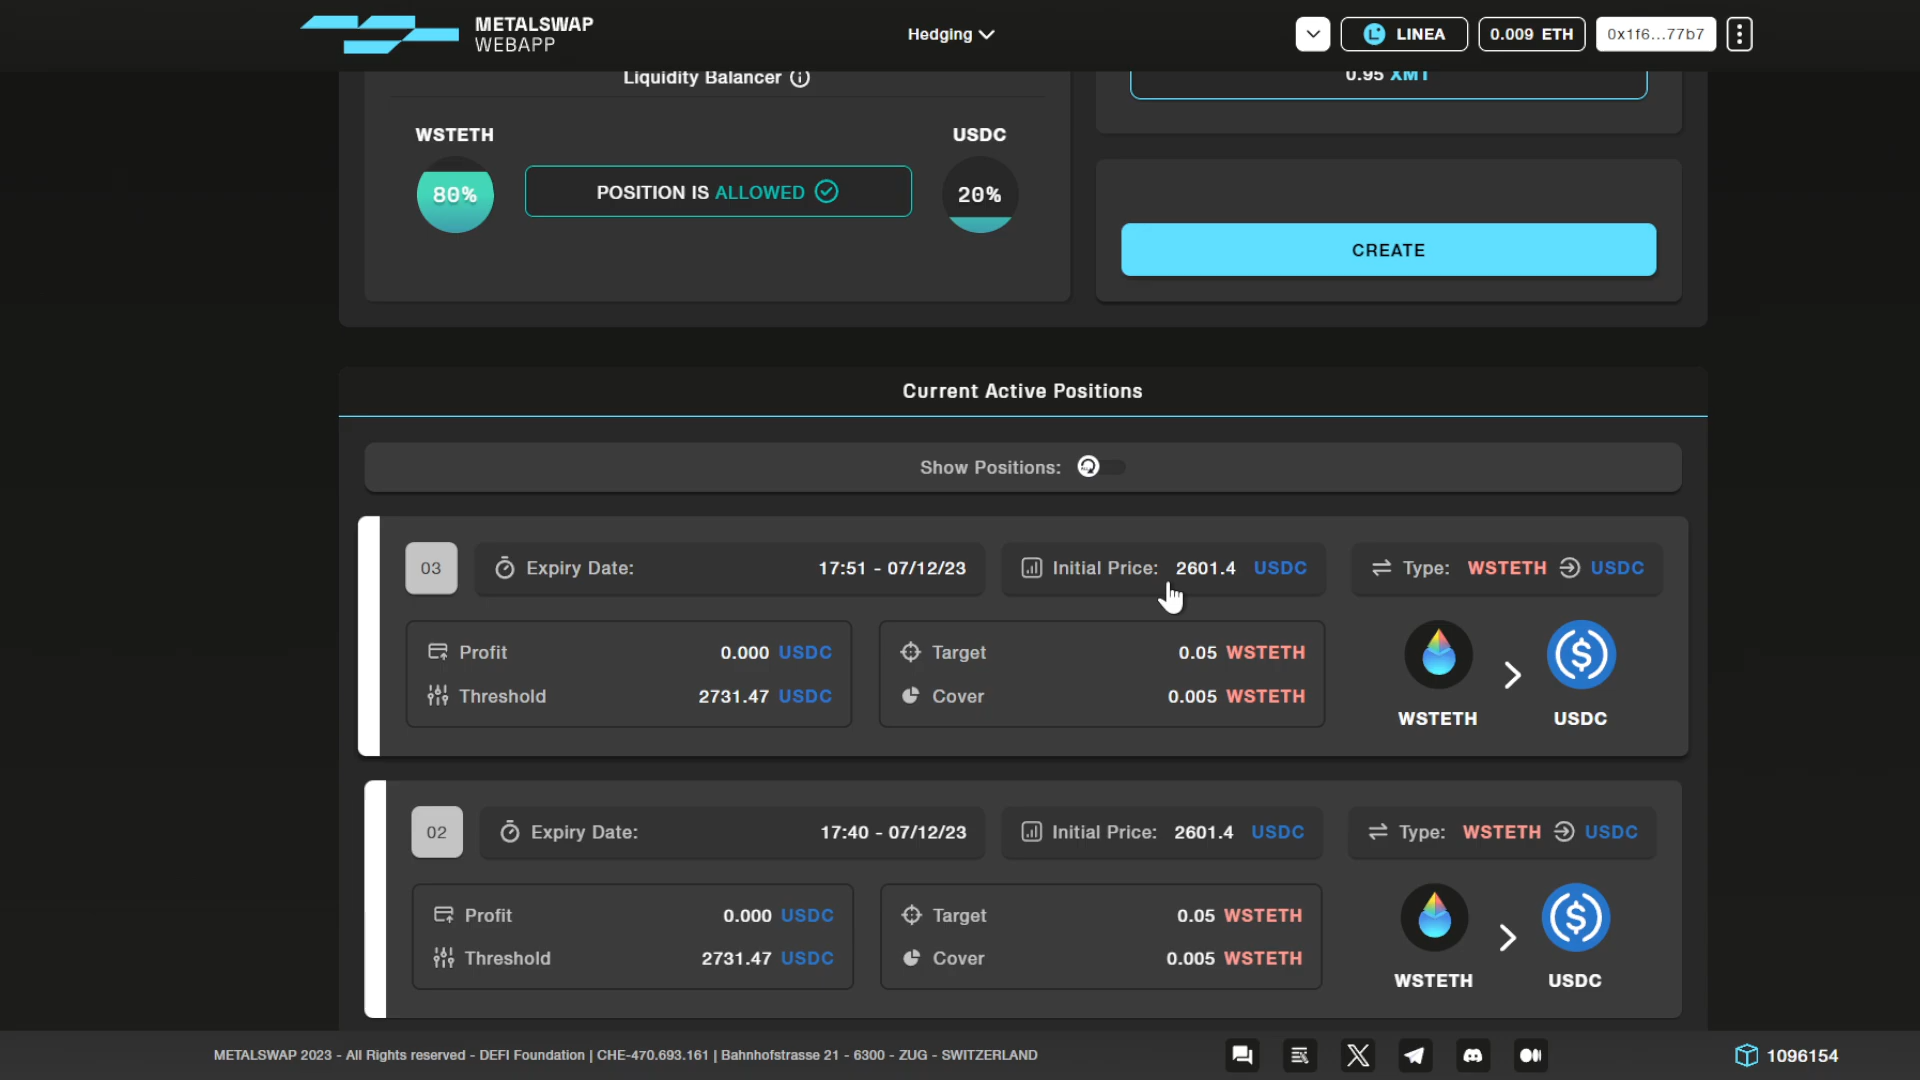 METALSWAP
WEBAPP
Hedging
LINEA
0.009 ETH
0x1f6...77b7
Liquidity Balancer
0.95 XMT
WSTETH
USDC
80%
POSITION IS ALLOWED
20%
CREATE
Current Active Positions
Show Positions:
03
Expiry Date: 17:51 - 07/12/23
Initial Price: 2601.4 USDC
Type: WSTETH USDC
Profit 0.000 USDC
Threshold 2731.47 USDC
Target 0.05 WSTETH
Cover 0.005 WSTETH
WSTETH
USDC
02
Expiry Date: 17:40 - 07/12/23
Initial Price: 2601.4 USDC
Type: WSTETH USDC
Profit 0.000 USDC
Threshold 2731.47 USDC
Target 0.05 WSTETH
Cover 0.005 WSTETH
WSTETH
USDC
METALSWAP 2023 - All Rights reserved - DEFI Foundation | CHE-470.693.161 | Bahnhofstrasse 21 - 6300 - ZUG - SWITZERLAND
1096154